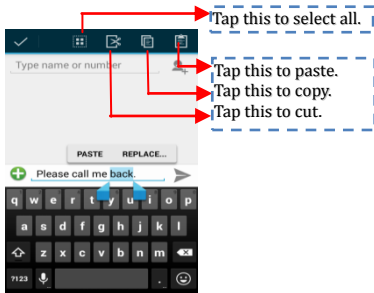 Tap this to select all.
Type name or number
Tap this to paste.
Tap this to copy.
Tap this to cut.
PASTE REPLACE...
Please call me back.
q w e r t y u i o p
a s d f g h j k l
z x c v b n m
?123 .